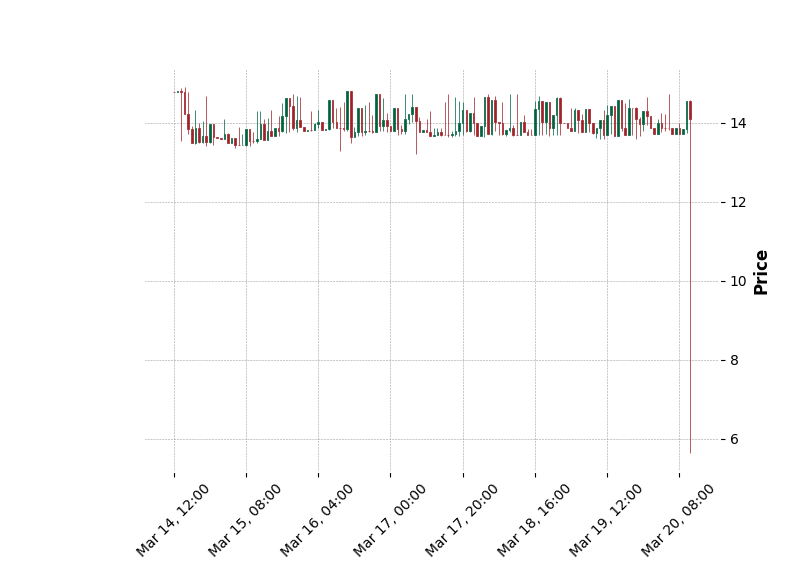 14
12
10
8
6
Price
Mar 14, 12:00
Mar 15, 08:00
Mar 16, 04:00
Mar 17, 00:00
Mar 17, 20:00
Mar 18, 16:00
Mar 19, 12:00
Mar 20, 08:00